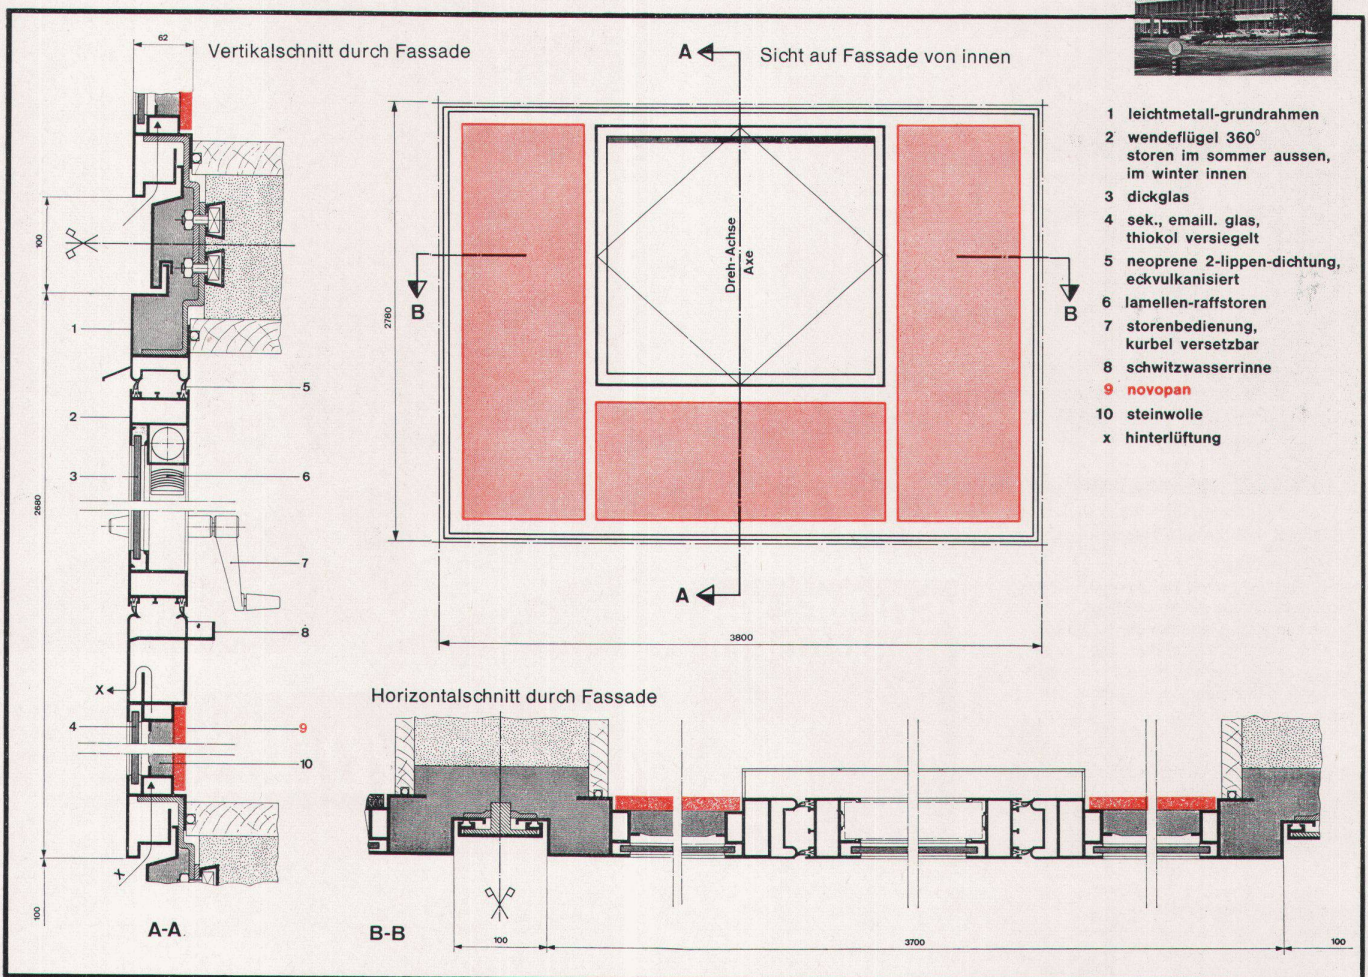 Vertikalschnitt durch Fassade
62
100
2680
100
1
2
3
4
5
6
7
8
9
10
x
x
A-A
Sicht auf Fassade von innen
A
A
B
B
Dreh-Achse
Axe
2780
3800
1 leichtmetall-grundrahmen
2 wendeflügel 360°
storen im sommer aussen,
im winter innen
3 dickglas
4 sek., emaill. glas,
thiokol versiegelt
5 neoprene 2-lippen-dichtung,
eckvulkanisiert
6 lamellen-raffstoren
7 storenbedienung,
kurbel versetzbar
8 schwitzwasserrinne
9 novopan
10 steinwolle
x hinterlüftung
Horizontalschnitt durch Fassade
B-B
100
3700
100